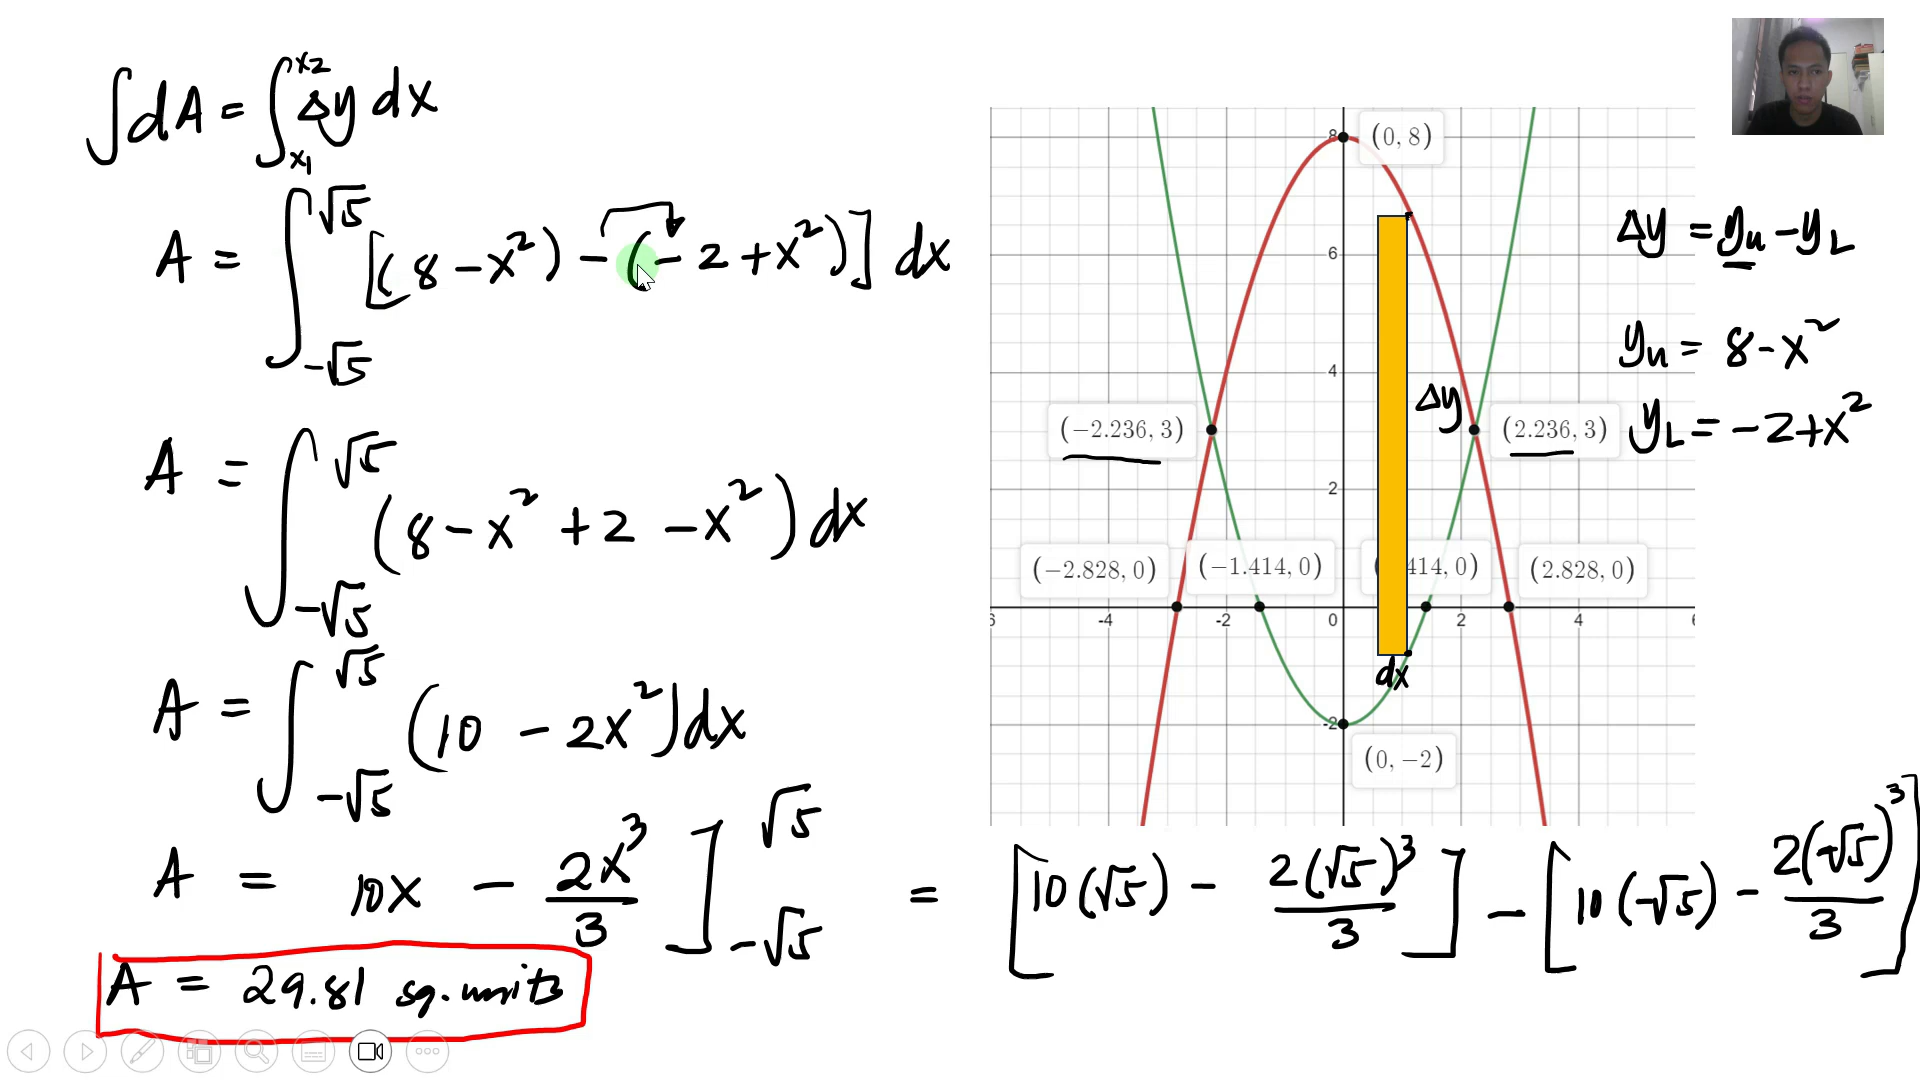 ∫dA = ∫_{x1}^{x2} Δy dx
A = ∫_{-√5}^{√5} [(8-x²) - (-2+x²)] dx
A = ∫_{-√5}^{√5} (8-x²+2-x²) dx
A = ∫_{-√5}^{√5} (10 - 2x²) dx
A = 10x - 2x³/3 ]_{-√5}^{√5} = [10(√5) - 2(√5)³/3] - [10(-√5) - 2(-√5)³/3]
A = 29.81 sq. units
(0, 8)
8
6
4
Δy
(−2.236, 3)
(2.236, 3)
2
(−2.828, 0)
(−1.414, 0)
414, 0)
(2.828, 0)
-4
-2
0
2
4
dx
-2
(0, −2)
Δy = yu - yL
yu = 8-x²
yL = -2+x²